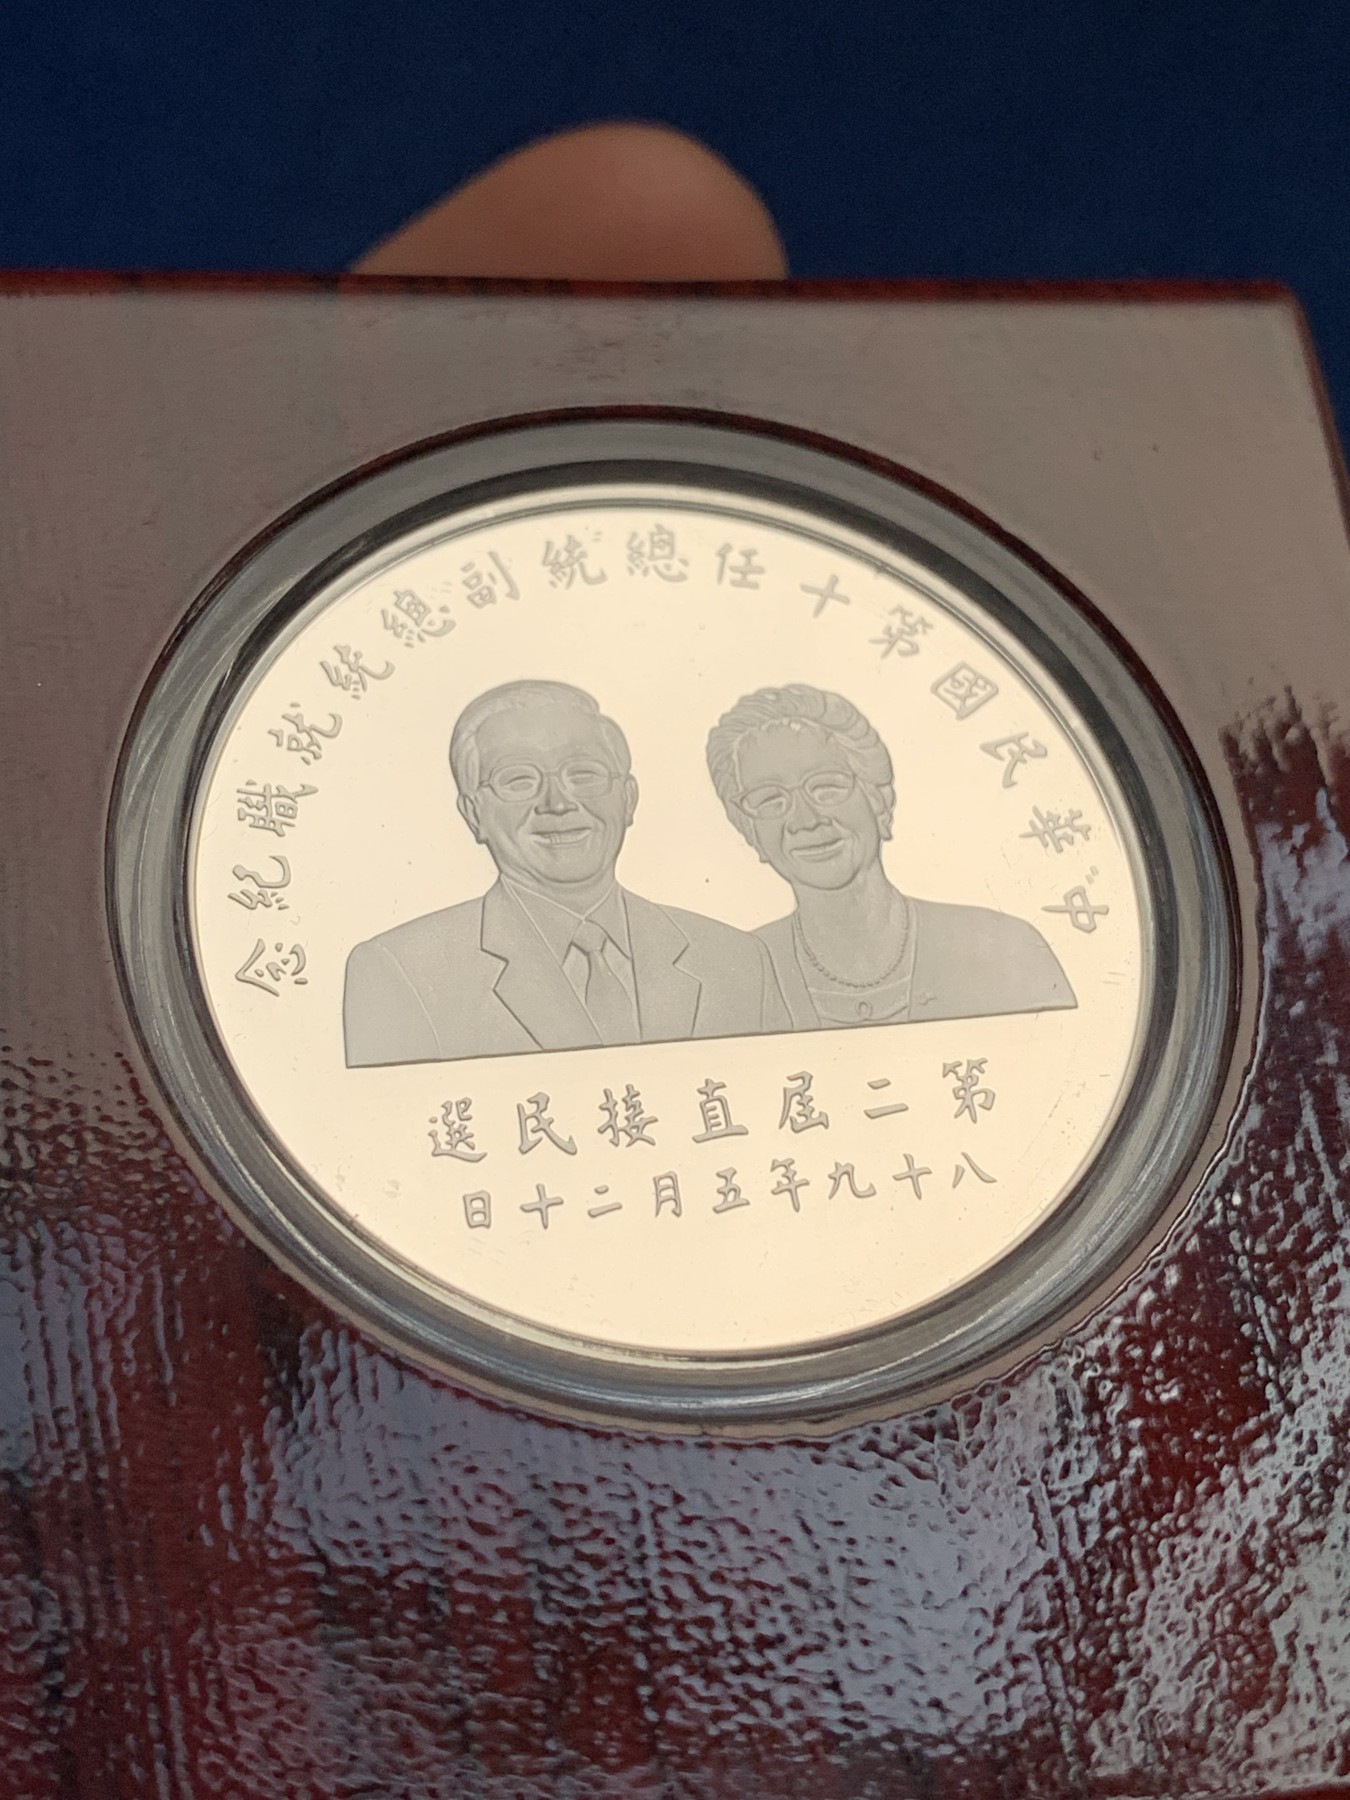 中華民國第十任總統副總統就職紀念
第二屆直接民選
八十九年五月二十日